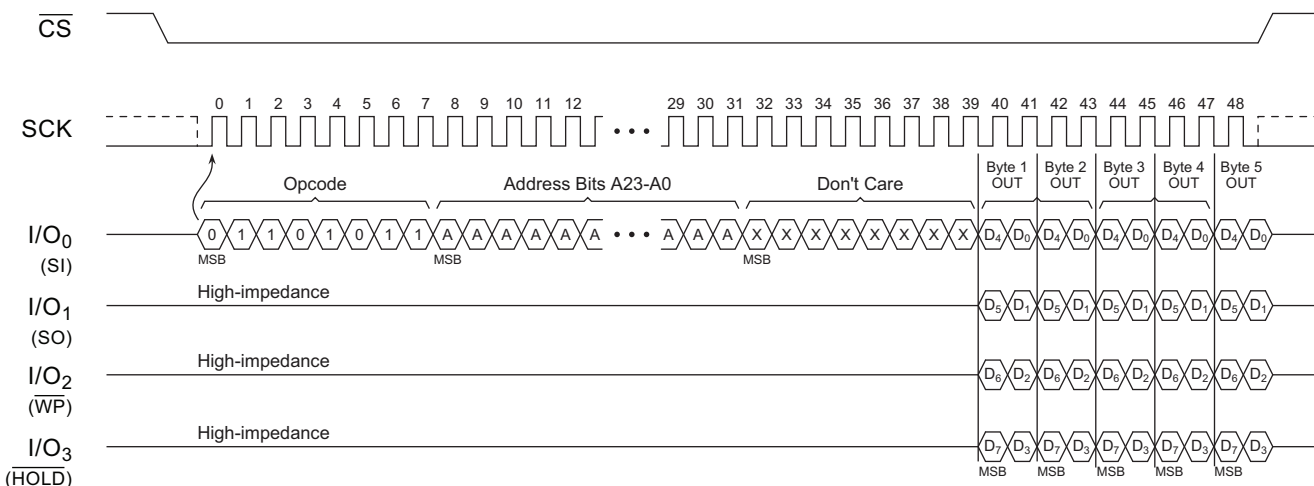 CS
SCK
0 1 2 3 4 5 6 7 8 9 10 11 12 29 30 31 32 33 34 35 36 37 38 39 40 41 42 43 44 45 46 47 48
• • •
Opcode
Address Bits A23-A0
Don't Care
Byte 1 OUT
Byte 2 OUT
Byte 3 OUT
Byte 4 OUT
Byte 5 OUT
I/O0
(SI)
0 1 1 0 1 0 1 1 A A A A A A • • • A A A X X X X X X X X D4 D0 D4 D0 D4 D0 D4 D0 D4 D0
MSB MSB MSB
I/O1
(SO)
High-impedance
D5 D1 D5 D1 D5 D1 D5 D1 D5 D1
I/O2
(WP)
High-impedance
D6 D2 D6 D2 D6 D2 D6 D2 D6 D2
I/O3
(HOLD)
High-impedance
D7 D3 D7 D3 D7 D3 D7 D3 D7 D3
MSB MSB MSB MSB MSB